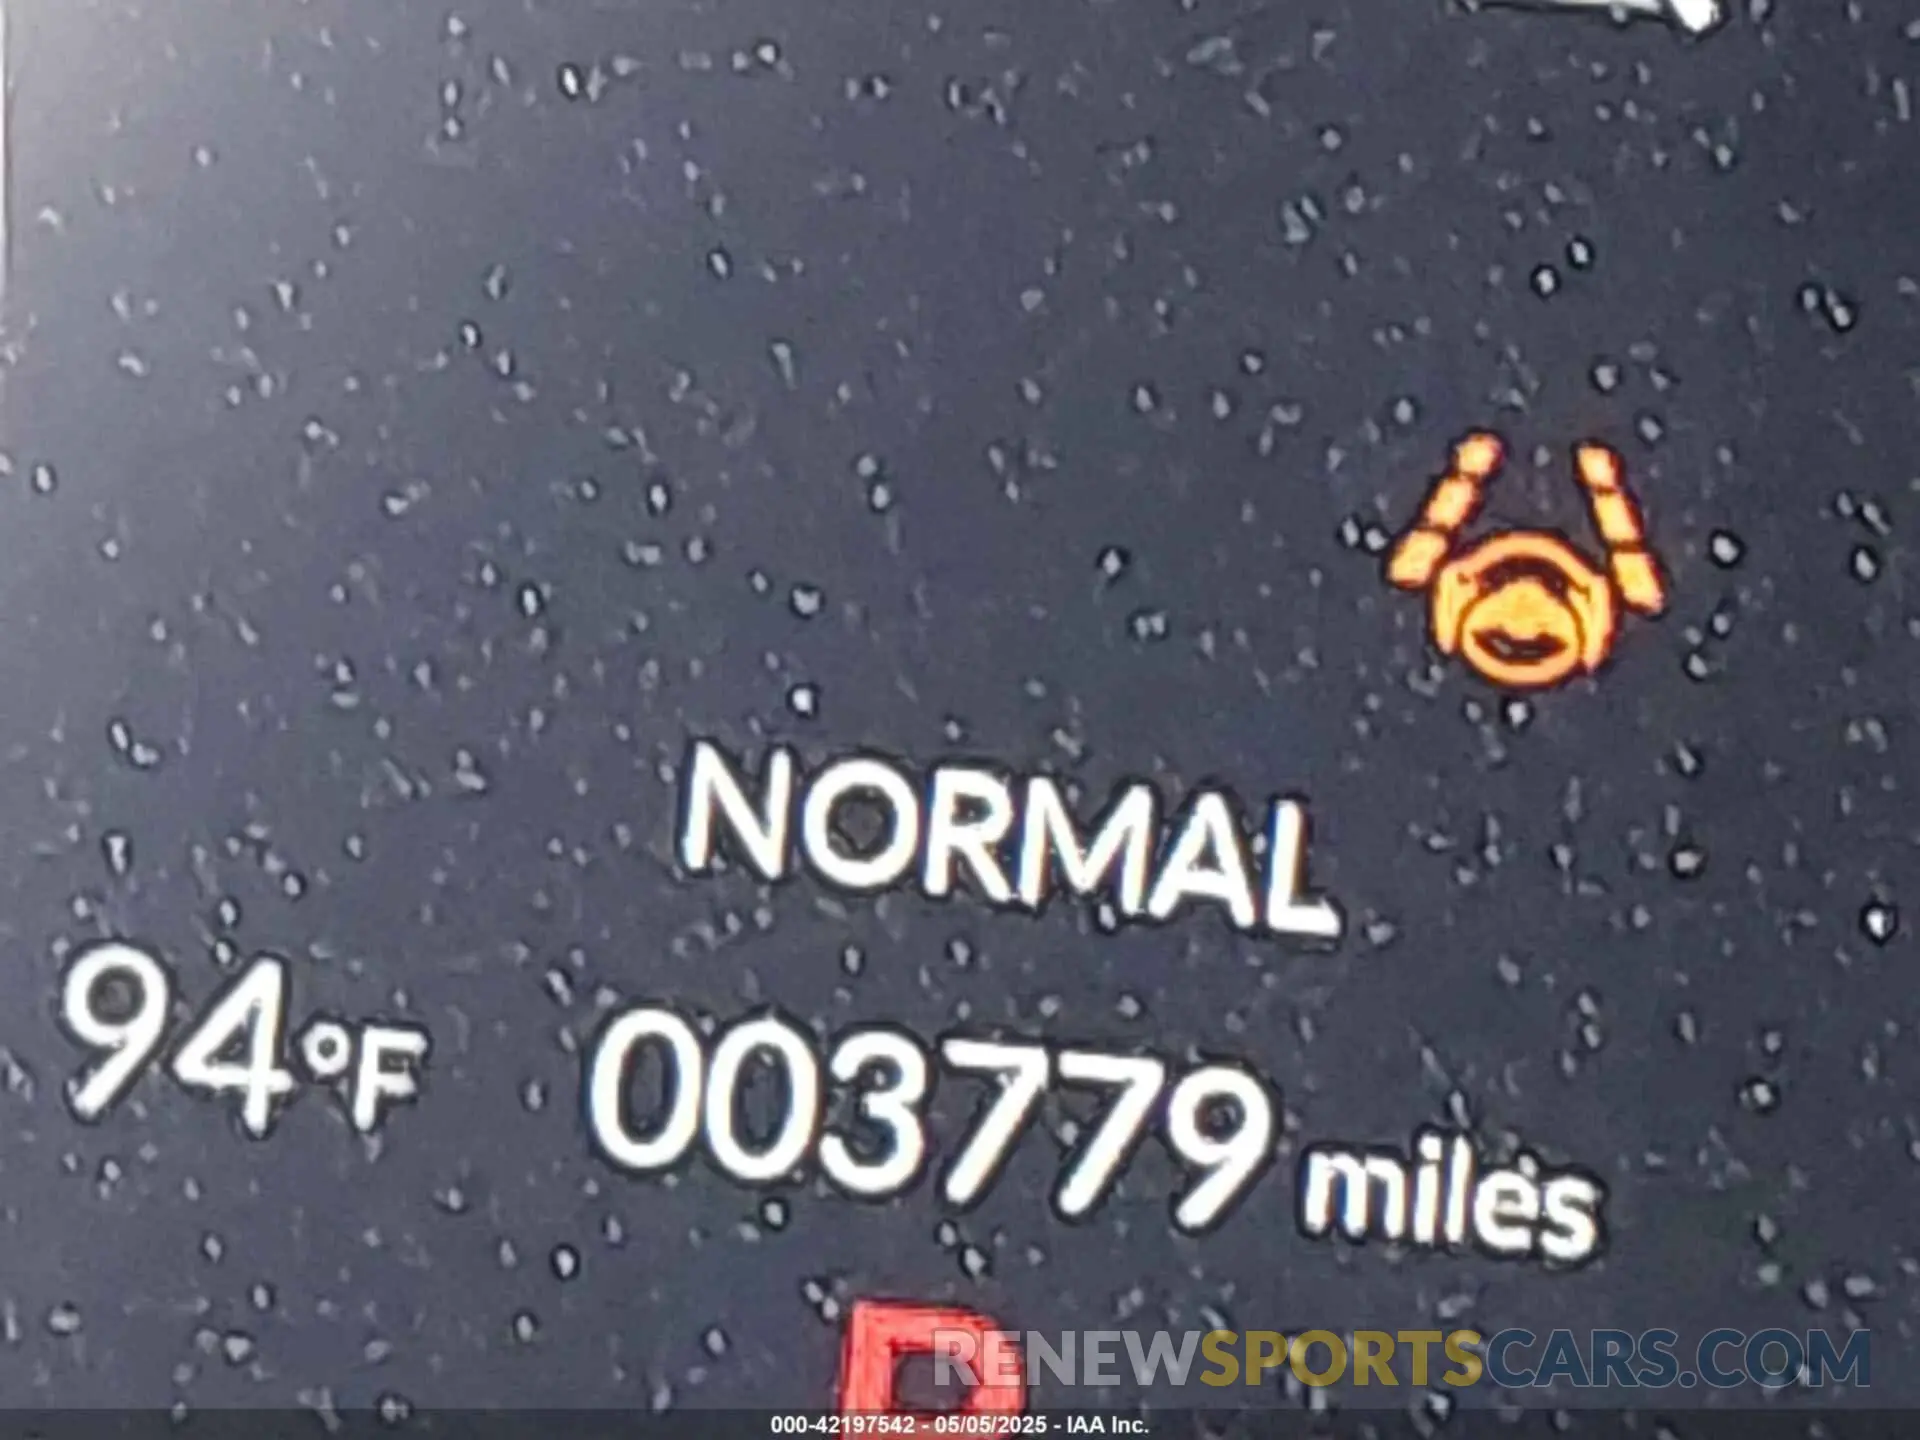 NORMAL
94°F 003779 miles
P
RENEWSPORTSCARS.COM
000-42197542 - 05/05/2025 - IAA Inc.